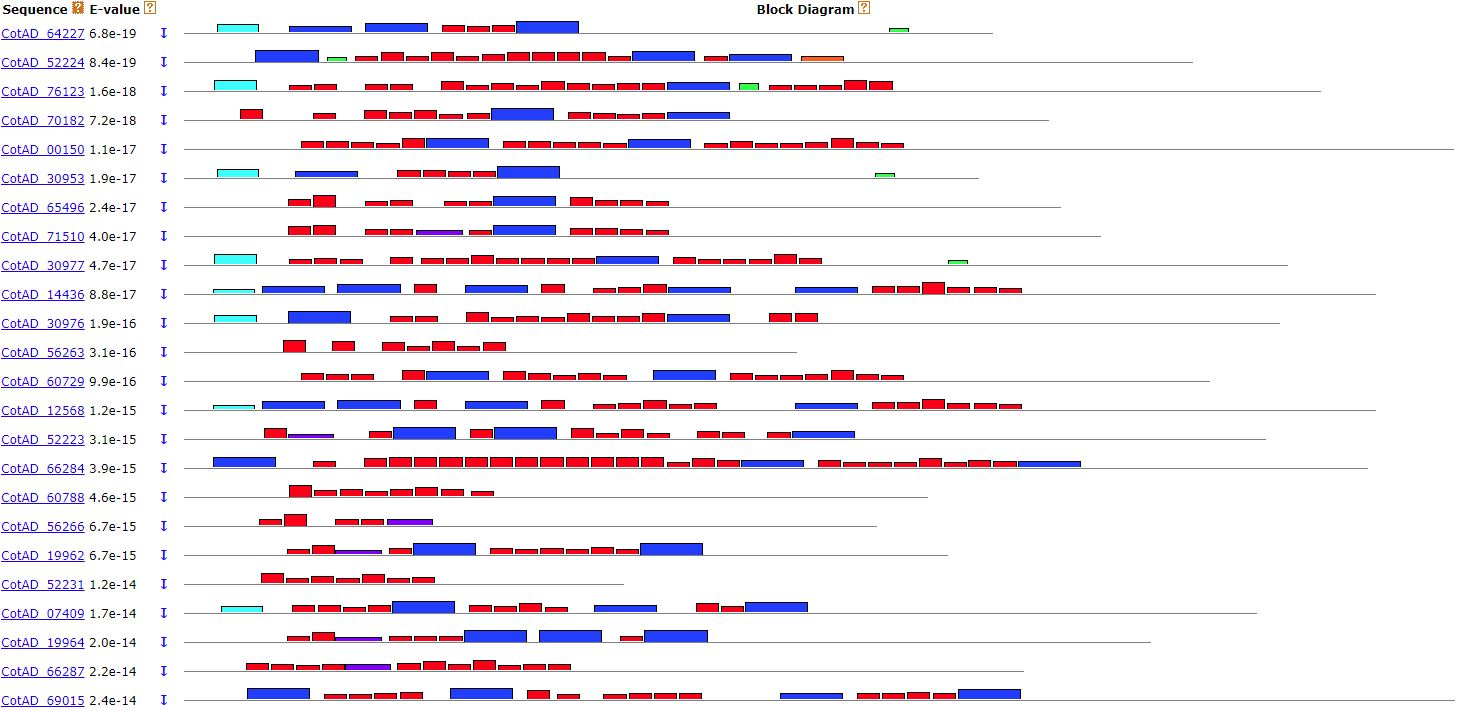 Sequence ? E-value ? Block Diagram ?
CotAD_64227 6.8e-19 ↧
CotAD_52224 8.4e-19 ↧
CotAD_76123 1.6e-18 ↧
CotAD_70182 7.2e-18 ↧
CotAD_00150 1.1e-17 ↧
CotAD_30953 1.9e-17 ↧
CotAD_65496 2.4e-17 ↧
CotAD_71510 4.0e-17 ↧
CotAD_30977 4.7e-17 ↧
CotAD_14436 8.8e-17 ↧
CotAD_30976 1.9e-16 ↧
CotAD_56263 3.1e-16 ↧
CotAD_60729 9.9e-16 ↧
CotAD_12568 1.2e-15 ↧
CotAD_52223 3.1e-15 ↧
CotAD_66284 3.9e-15 ↧
CotAD_60788 4.6e-15 ↧
CotAD_56266 6.7e-15 ↧
CotAD_19962 6.7e-15 ↧
CotAD_52231 1.2e-14 ↧
CotAD_07409 1.7e-14 ↧
CotAD_19964 2.0e-14 ↧
CotAD_66287 2.2e-14 ↧
CotAD_69015 2.4e-14 ↧